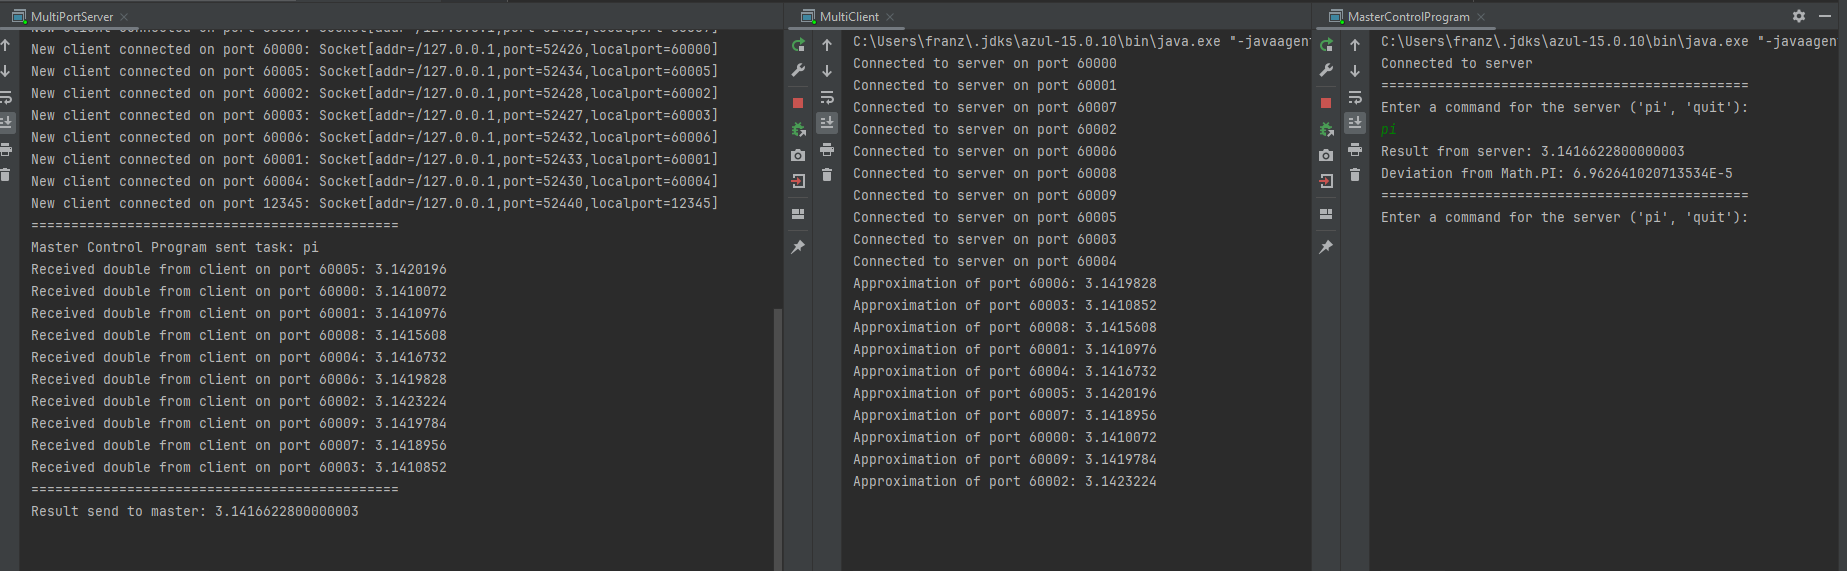 MultiPortServer
New client connected on port 60000: Socket[addr=/127.0.0.1,port=52426,localport=60000]
New client connected on port 60005: Socket[addr=/127.0.0.1,port=52434,localport=60005]
New client connected on port 60002: Socket[addr=/127.0.0.1,port=52428,localport=60002]
New client connected on port 60003: Socket[addr=/127.0.0.1,port=52427,localport=60003]
New client connected on port 60006: Socket[addr=/127.0.0.1,port=52432,localport=60006]
New client connected on port 60001: Socket[addr=/127.0.0.1,port=52433,localport=60001]
New client connected on port 60004: Socket[addr=/127.0.0.1,port=52430,localport=60004]
New client connected on port 12345: Socket[addr=/127.0.0.1,port=52440,localport=12345]
==============================================
Master Control Program sent task: pi
Received double from client on port 60005: 3.1420196
Received double from client on port 60000: 3.1410072
Received double from client on port 60001: 3.1410976
Received double from client on port 60008: 3.1415608
Received double from client on port 60004: 3.1416732
Received double from client on port 60006: 3.1419828
Received double from client on port 60002: 3.1423224
Received double from client on port 60009: 3.1419784
Received double from client on port 60007: 3.1418956
Received double from client on port 60003: 3.1410852
==============================================
Result send to master: 3.1416622800000003
MultiClient
C:\Users\franz\.jdks\azul-15.0.10\bin\java.exe "-javaagen
Connected to server on port 60000
Connected to server on port 60001
Connected to server on port 60007
Connected to server on port 60002
Connected to server on port 60006
Connected to server on port 60008
Connected to server on port 60009
Connected to server on port 60005
Connected to server on port 60003
Connected to server on port 60004
Approximation of port 60006: 3.1419828
Approximation of port 60003: 3.1410852
Approximation of port 60008: 3.1415608
Approximation of port 60001: 3.1410976
Approximation of port 60004: 3.1416732
Approximation of port 60005: 3.1420196
Approximation of port 60007: 3.1418956
Approximation of port 60000: 3.1410072
Approximation of port 60009: 3.1419784
Approximation of port 60002: 3.1423224
MasterControlProgram
C:\Users\franz\.jdks\azul-15.0.10\bin\java.exe "-javaagen
Connected to server
==============================================
Enter a command for the server ('pi', 'quit'):
pi
Result from server: 3.1416622800000003
Deviation from Math.PI: 6.962641020713534E-5
==============================================
Enter a command for the server ('pi', 'quit'):